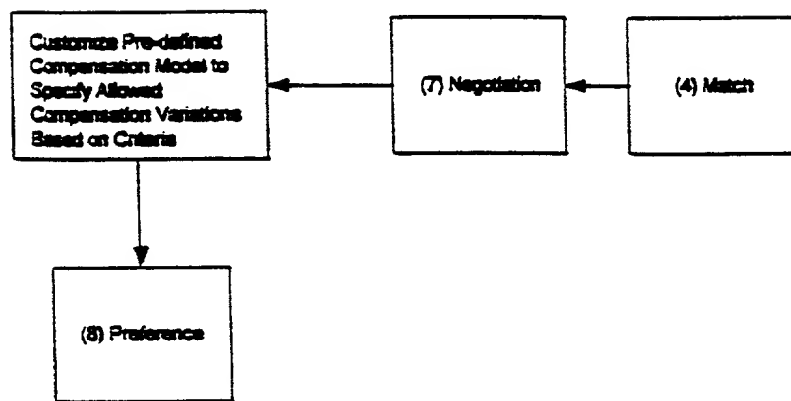 Customize Pre-defined
Compensation Model to
Specify Allowed
Compensation Variations
Based on Criteria
(7) Negotiation
(4) Match
(8) Preference